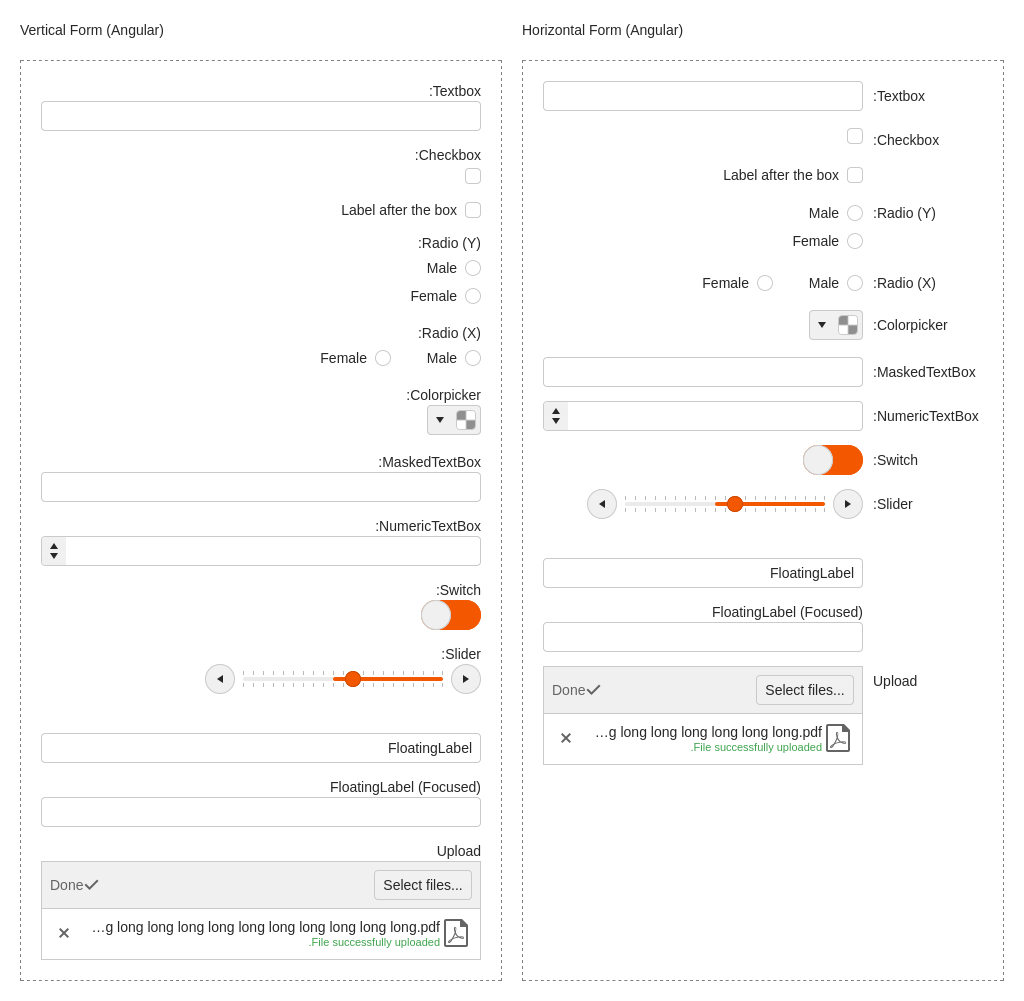 Vertical Form (Angular)
:Textbox
:Checkbox
Label after the box
:Radio (Y)
Male
Female
:Radio (X)
Female Male
:Colorpicker
:MaskedTextBox
:NumericTextBox
:Switch
:Slider
FloatingLabel
FloatingLabel (Focused)
Upload
Done Select files...
...g long long long long long long long long long long.pdf
.File successfully uploaded
Horizontal Form (Angular)
:Textbox
:Checkbox
Label after the box
Male :Radio (Y)
Female
Female Male :Radio (X)
:Colorpicker
:MaskedTextBox
:NumericTextBox
:Switch
:Slider
FloatingLabel
FloatingLabel (Focused)
Upload
Done Select files...
...g long long long long long long.pdf
.File successfully uploaded